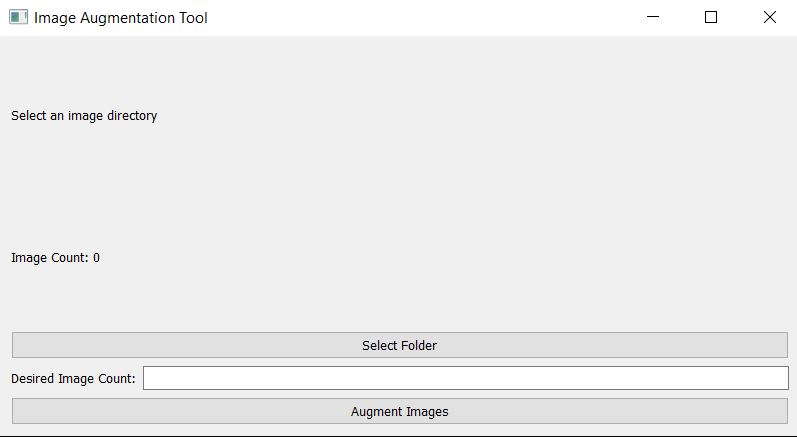 Image Augmentation Tool
Select an image directory
Image Count: 0
Select Folder
Desired Image Count:
Augment Images